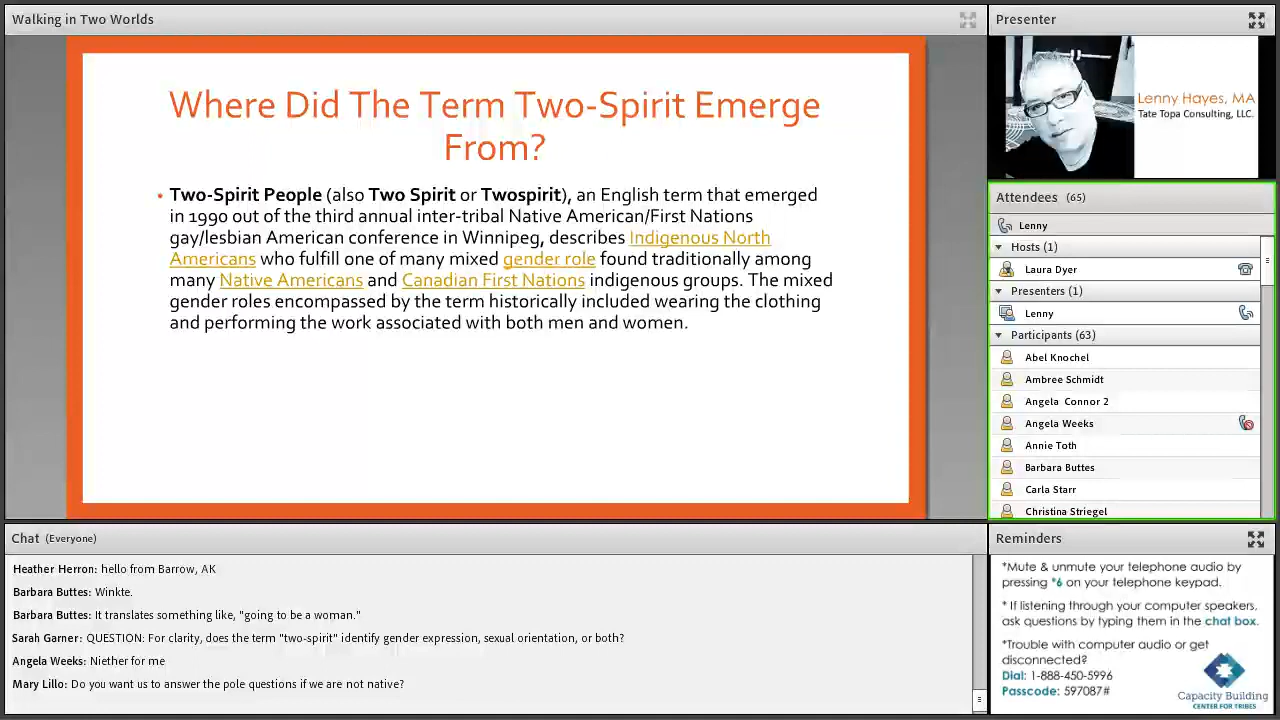 Walking in Two Worlds
Where Did The Term Two-Spirit Emerge
From?
• Two-Spirit People (also Two Spirit or Twospirit), an English term that emerged
in 1990 out of the third annual inter-tribal Native American/First Nations
gay/lesbian American conference in Winnipeg, describes Indigenous North
Americans who fulfill one of many mixed gender role found traditionally among
many Native Americans and Canadian First Nations indigenous groups. The mixed
gender roles encompassed by the term historically included wearing the clothing
and performing the work associated with both men and women.
Presenter
Lenny Hayes, MA
Tate Topa Consulting, LLC.
Attendees (65)
Lenny
Hosts (1)
Laura Dyer
Presenters (1)
Lenny
Participants (63)
Abel Knochel
Ambree Schmidt
Angela Connor 2
Angela Weeks
Annie Toth
Barbara Buttes
Carla Starr
Christina Striegel
Chat (Everyone)
Heather Herron: hello from Barrow, AK
Barbara Buttes: Winkte.
Barbara Buttes: It translates something like, "going to be a woman."
Sarah Garner: QUESTION: For clarity, does the term "two-spirit" identify gender expression, sexual orientation, or both?
Angela Weeks: Niether for me
Mary Lillo: Do you want us to answer the pole questions if we are not native?
Reminders
*Mute & unmute your telephone audio by
pressing *6 on your telephone keypad.
* If listening through your computer speakers,
ask questions by typing them in the chat box.
*Trouble with computer audio or get
disconnected?
Dial: 1-888-450-5996
Passcode: 597087#
Capacity Building
CENTER FOR TRIBES